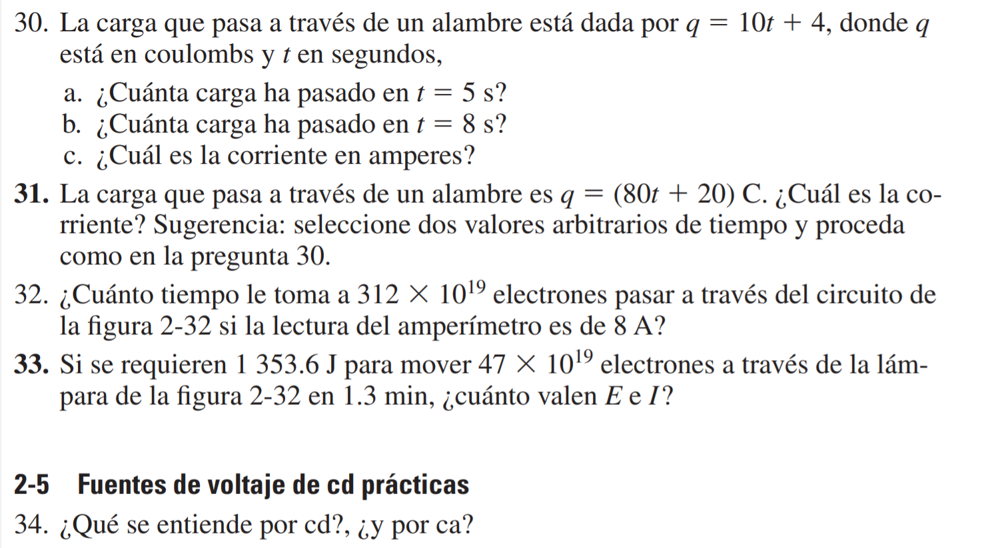 30. La carga que pasa a través de un alambre está dada por q = 10t + 4, donde q
está en coulombs y t en segundos,
a. ¿Cuánta carga ha pasado en t = 5 s?
b. ¿Cuánta carga ha pasado en t = 8 s?
c. ¿Cuál es la corriente en amperes?
31. La carga que pasa a través de un alambre es q = (80t + 20) C. ¿Cuál es la co-
rriente? Sugerencia: seleccione dos valores arbitrarios de tiempo y proceda
como en la pregunta 30.
32. ¿Cuánto tiempo le toma a 312 × 10¹⁹ electrones pasar a través del circuito de
la figura 2-32 si la lectura del amperímetro es de 8 A?
33. Si se requieren 1 353.6 J para mover 47 × 10¹⁹ electrones a través de la lám-
para de la figura 2-32 en 1.3 min, ¿cuánto valen E e I?
2-5 Fuentes de voltaje de cd prácticas
34. ¿Qué se entiende por cd?, ¿y por ca?